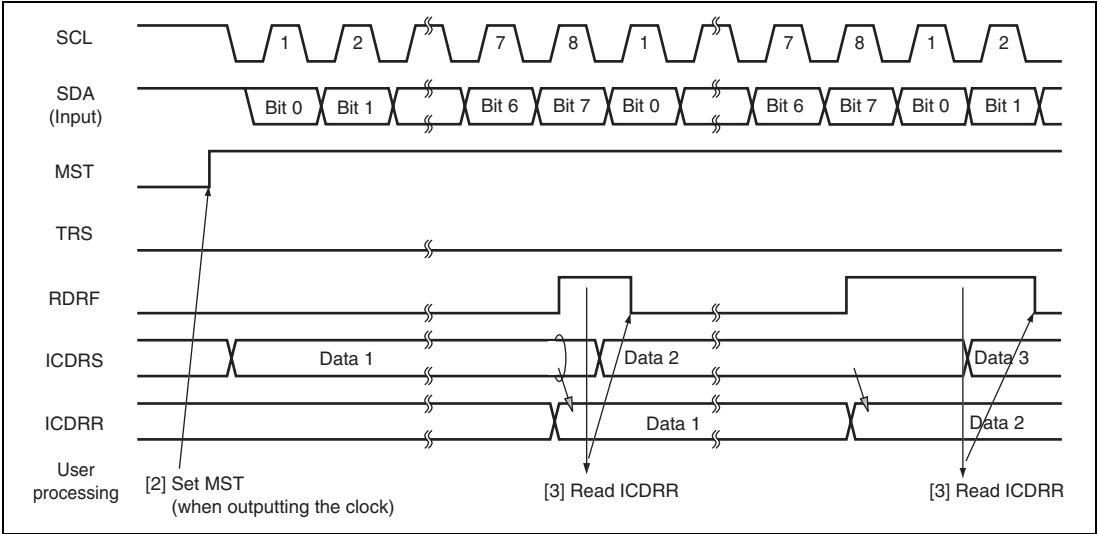 SCL 1 2 7 8 1 7 8 1 2
SDA
(Input)
Bit 0 Bit 1 Bit 6 Bit 7 Bit 0 Bit 6 Bit 7 Bit 0 Bit 1
MST
TRS
RDRF
ICDRS Data 1 Data 2 Data 3
ICDRR Data 1 Data 2
User
processing
[2] Set MST
(when outputting the clock)
[3] Read ICDRR
[3] Read ICDRR